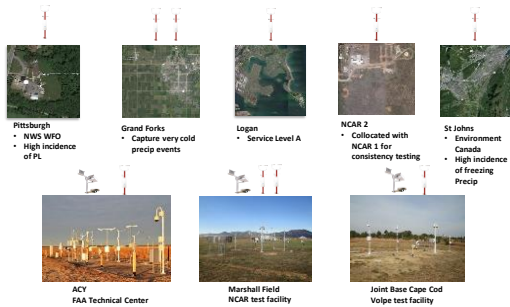 Pittsburgh
• NWS WFO
• High incidence
of PL
Grand Forks
• Capture very cold
precip events
Logan
• Service Level A
NCAR 2
• Collocated with
NCAR 1 for
consistency testing
St Johns
• Environment
Canada
• High incidence
of freezing
Precip
ACY
FAA Technical Center
Marshall Field
NCAR test facility
Joint Base Cape Cod
Volpe test facility